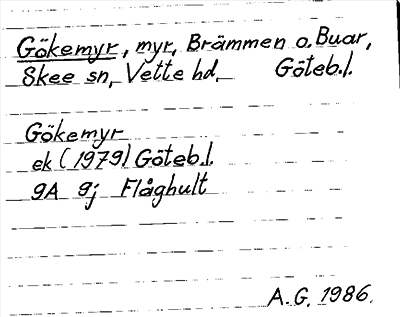 Gökemyr, myr, Brämmen o. Buar,
Skee sn, Vette hd, Göteb.l.
Gökemyr
ek (1979) Göteb.l.
9A 9j Flåghult
A.G. 1986.